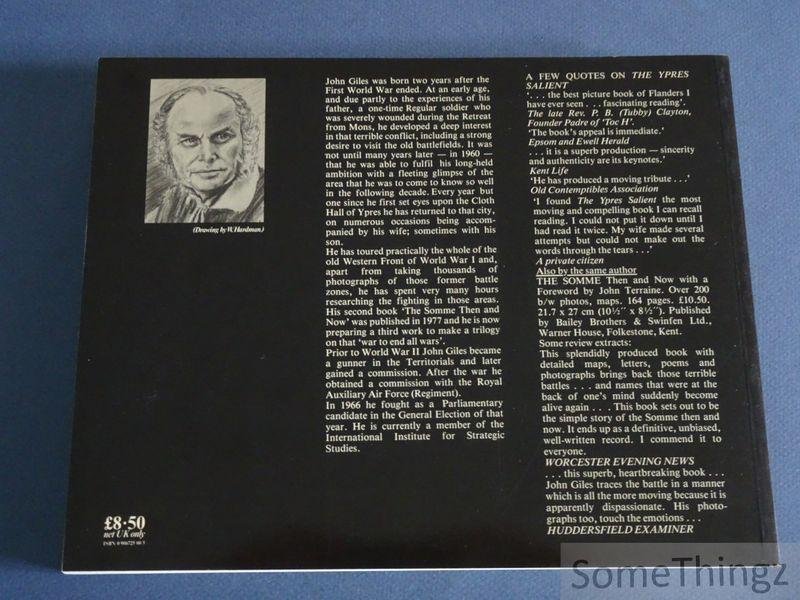 (Drawing by W. Hardman)
£8·50
net UK only
John Giles was born two years after the
First World War ended. At an early age,
and due partly to the experiences of his
father, a one-time Regular soldier who
was severely wounded during the Retreat
from Mons, he developed a deep interest
in that terrible conflict, including a strong
desire to visit the old battlefields. It was
not until many years later — in 1960 —
that he was able to fulfil his long-held
ambition with a fleeting glimpse of the
area that he was to come to know so well
in the following decade. Every year but
one since he first set eyes upon the Cloth
Hall of Ypres he has returned to that city,
on numerous occasions being accom-
panied by his wife; sometimes with his
son.
He has toured practically the whole of the
old Western Front of World War I and,
apart from taking thousands of
photographs of those former battle
zones, he has spent very many hours
researching the fighting in those areas.
His second book 'The Somme Then and
Now' was published in 1977 and he is now
preparing a third work to make a trilogy
on that 'war to end all wars'.
Prior to World War II John Giles became
a gunner in the Territorials and later
gained a commission. After the war he
obtained a commission with the Royal
Auxiliary Air Force (Regiment).
In 1966 he fought as a Parliamentary
candidate in the General Election of that
year. He is currently a member of the
International Institute for Strategic
Studies.
A FEW QUOTES ON THE YPRES
SALIENT
'. . . the best picture book of Flanders I
have ever seen . . . fascinating reading'.
The late Rev. P. B. (Tubby) Clayton,
Founder Padre of 'Toc H'.
'The book's appeal is immediate.'
Epsom and Ewell Herald
. . . it is a superb production — sincerity
and authenticity are its keynotes.'
Kent Life
'He has produced a moving tribute . . .'
Old Contemptibles Association
'I found The Ypres Salient the most
moving and compelling book I can recall
reading. I could not put it down until I
had read it twice. My wife made several
attempts but could not make out the
words through the tears . . .'
A private citizen
Also by the same author
THE SOMME Then and Now with a
Foreword by John Terraine. Over 200
b/w photos, maps. 164 pages. £10.50.
21.7 x 27 cm (10½″ x 8½″). Published
by Bailey Brothers & Swinfen Ltd.,
Warner House, Folkestone, Kent.
Some review extracts:
This splendidly produced book with
detailed maps, letters, poems and
photographs brings back those terrible
battles . . . and names that were at the
back of one's mind suddenly become
alive again . . . This book sets out to be
the simple story of the Somme then and
now. It ends up as a definitive, unbiased,
well-written record. I commend it to
everyone.
WORCESTER EVENING NEWS
. . . this superb, heartbreaking book . . .
John Giles traces the battle in a manner
which is all the more moving because it is
apparently dispassionate. His photo-
graphs too, touch the emotions . . .
HUDDERSFIELD EXAMINER
SomeThingz